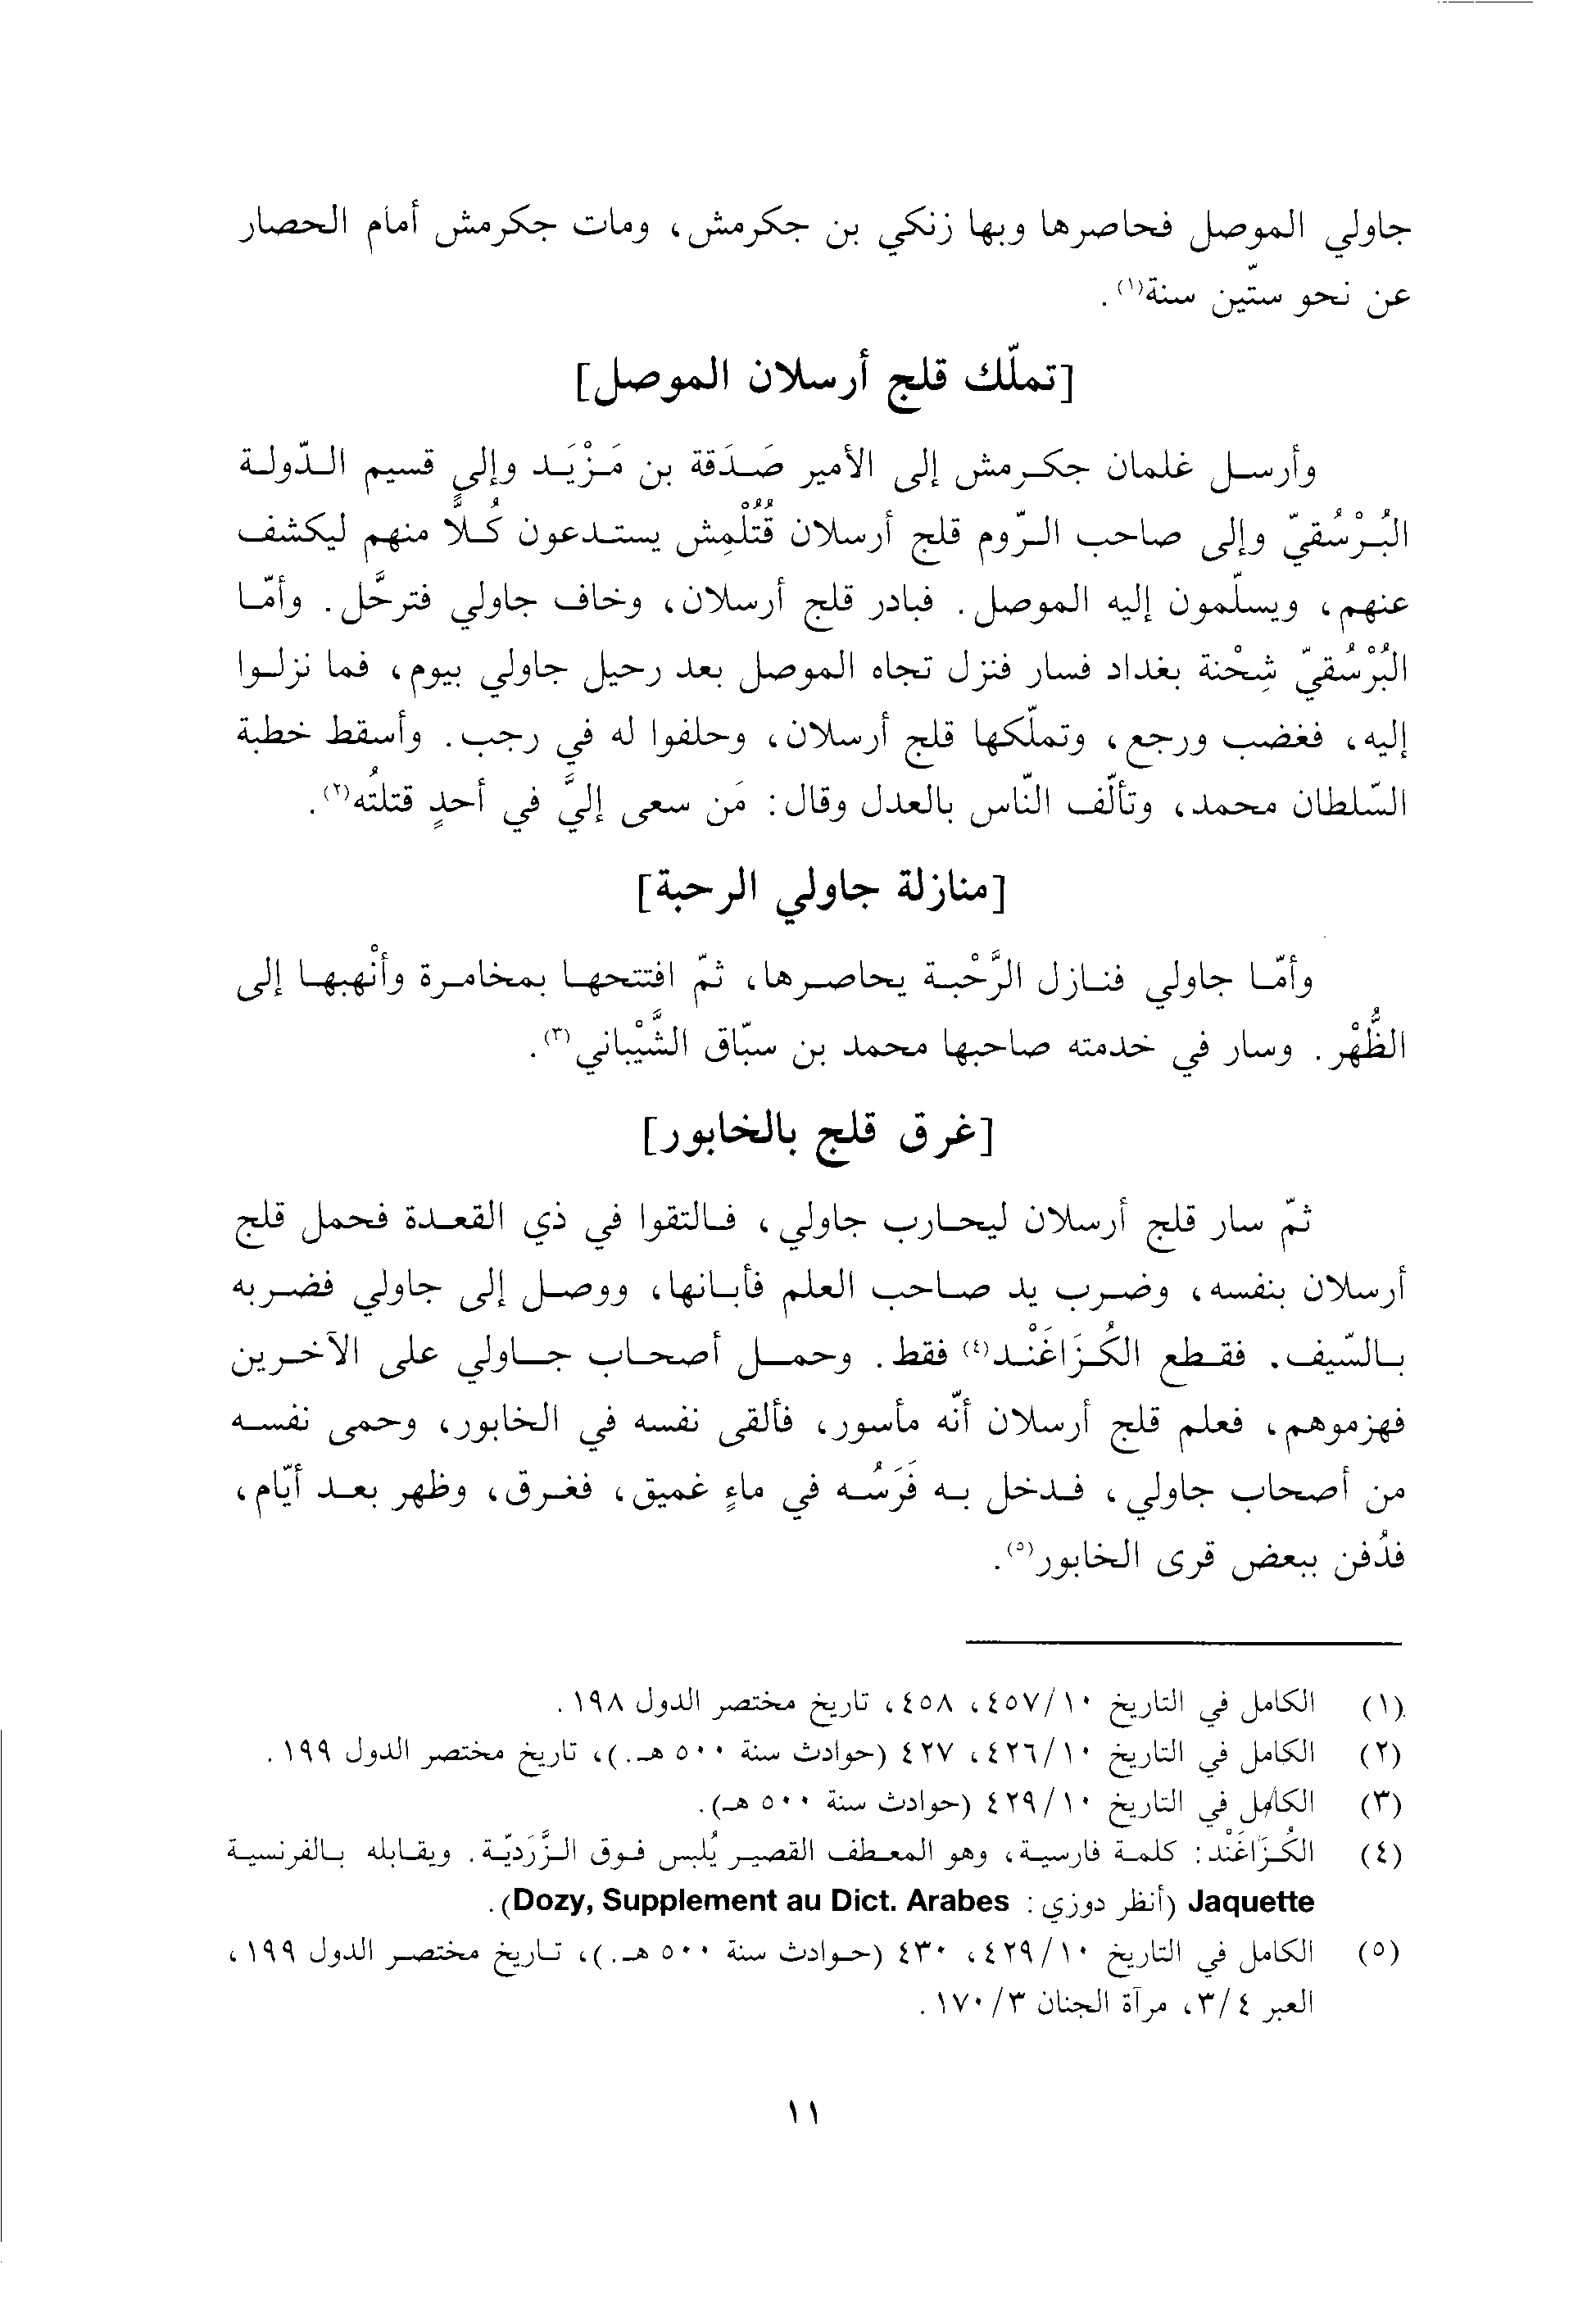 جاولي الموصل فحاصرها وبها زنكي بن جكرمش، ومات جكرمش أمام الحصار
عن نحو ستّين سنة(١).
[تملّك قلج أرسلان الموصل]
وأرسل غلمان جكرمش إلى الأمير صَدَقة بن مَزْيَد وإلى قسيم الدّولة
البُرْسُقيّ وإلى صاحب الرّوم قلج أرسلان قُتُلْمِش يستدعون كُلاًّ منهم ليكشف
عنهم، ويسلّمون إليه الموصل. فبادر قلج أرسلان، وخاف جاولي فترحَّل. وأمّا
البُرْسُقيّ شِحْنة بغداد فسار فنزل تجاه الموصل بعد رحيل جاولي بيوم، فما نزلوا
إليه، فغضب ورجع، وتملّكها قلج أرسلان، وحلفوا له في رجب. وأسقط خطبة
السّلطان محمد، وتألّف النّاس بالعدل وقال: مَن سعى إليَّ في أحدٍ قتلتُه(٢).
[منازلة جاولي الرحبة]
وأمّا جاولي فنازل الرَّحْبة يحاصرها، ثمّ افتتحها بمخامرة وأنْهبها إلى
الظُّهْر. وسار في خدمته صاحبها محمد بن سبّاق الشَّيْباني(٣).
[غرق قلج بالخابور]
ثمّ سار قلج أرسلان ليحارب جاولي، فالتقوا في ذي القعدة فحمل قلج
أرسلان بنفسه، وضرب يد صاحب العلم فأبانها، ووصل إلى جاولي فضربه
بالسّيف. فقطع الكُزَاغَنْد(٤) فقط. وحمل أصحاب جاولي على الآخرين
فهزموهم، فعلم قلج أرسلان أنّه مأسور، فألقى نفسه في الخابور، وحمى نفسه
من أصحاب جاولي، فدخل به فَرَسُه في ماءٍ غميق، فغرق، وظهر بعد أيّام،
فدُفن ببعض قرى الخابور(٥).
(١) الكامل في التاريخ ١٠/٤٥٧، ٤٥٨، تاريخ مختصر الدول ١٩٨.
(٢) الكامل في التاريخ ١٠/٤٢٦، ٤٢٧ (حوادث سنة ٥٠٠ هـ.)، تاريخ مختصر الدول ١٩٩.
(٣) الكامل في التاريخ ١٠/٤٢٩ (حوادث سنة ٥٠٠ هـ).
(٤) الكُزَاغَنْد: كلمة فارسية، وهو المعطف القصير يُلبس فوق الزَّرَديّة. ويقابله بالفرنسية
Jaquette (أنظر دوزي: Dozy, Supplement au Dict. Arabes).
(٥) الكامل في التاريخ ١٠/٤٢٩، ٤٣٠ (حوادث سنة ٥٠٠ هـ.)، تاريخ مختصر الدول ١٩٩،
العبر ٣/٤، مرآة الجنان ٣/١٧٠.
١١